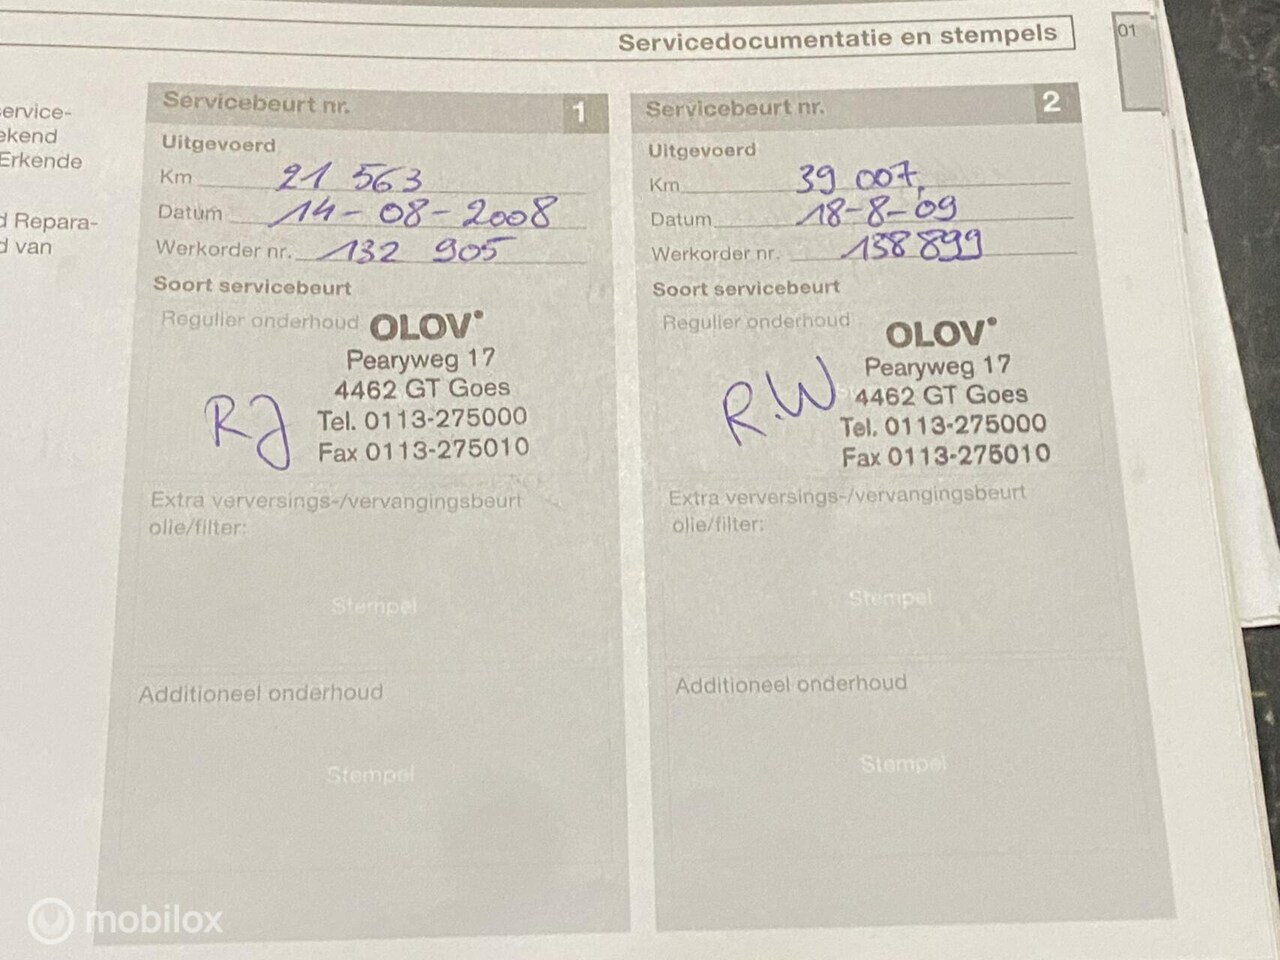 Servicedocumentatie en stempels
01
ervice-
ekend
Erkende
d Repara-
d van
Servicebeurt nr. 1
Uitgevoerd
Km 21 563
Datum 14-08-2008
Werkorder nr. 132 905
Soort servicebeurt
Regulier onderhoud
OLOV
Pearyweg 17
4462 GT Goes
Tel. 0113-275000
Fax 0113-275010
RJ
Extra verversings-/vervangingsbeurt
olie/filter:
Stempel
Additioneel onderhoud
Stempel
Servicebeurt nr. 2
Uitgevoerd
Km 39 007,
Datum 18-8-09
Werkorder nr. 138899
Soort servicebeurt
Regulier onderhoud
OLOV
Pearyweg 17
4462 GT Goes
Tel. 0113-275000
Fax 0113-275010
R.W
Extra verversings-/vervangingsbeurt
olie/filter:
Stempel
Additioneel onderhoud
Stempel
mobilox